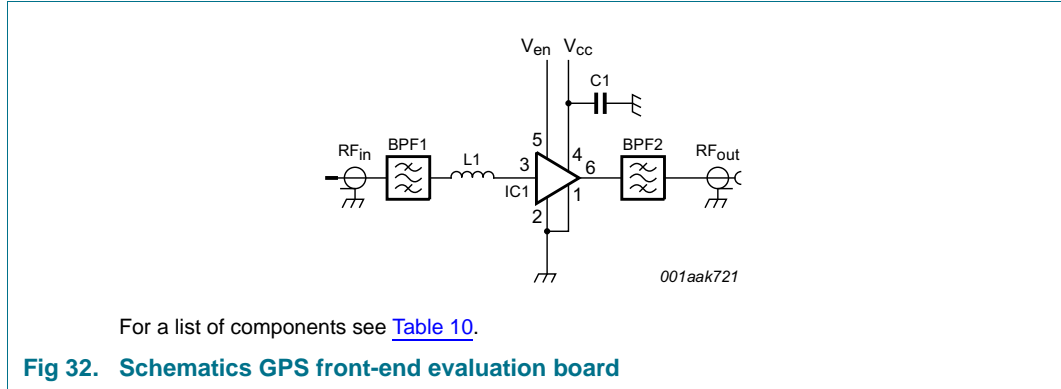 Ven Vcc
C1
5
4
BPF1
BPF2
RFin
L1
3
6
RFout
IC1
1
2
001aak721
For a list of components see Table 10.
Fig 32. Schematics GPS front-end evaluation board